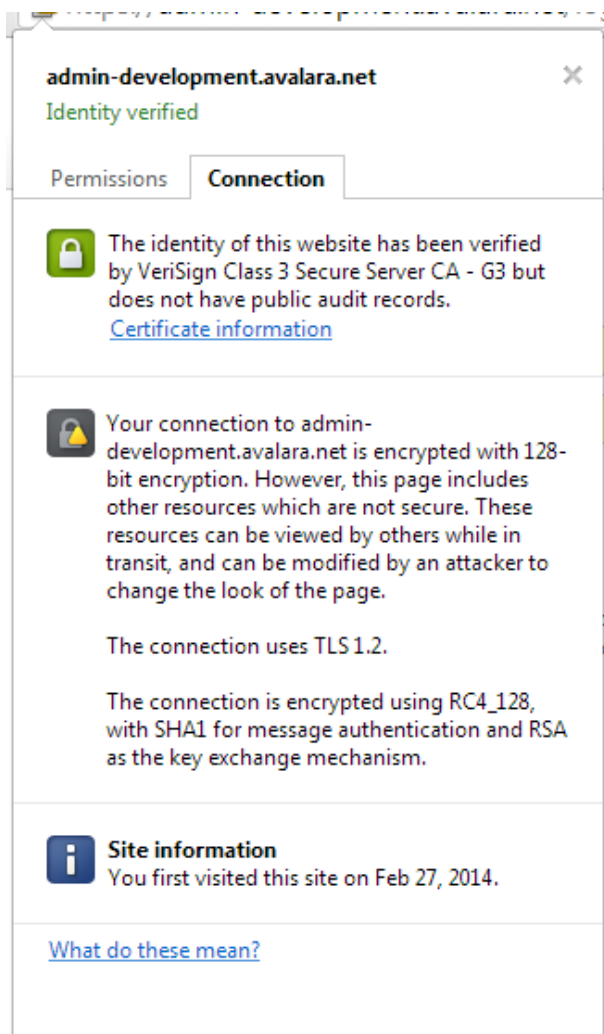 admin-development.avalara.net
Identity verified
Permissions
Connection
The identity of this website has been verified
by VeriSign Class 3 Secure Server CA - G3 but
does not have public audit records.
Certificate information
Your connection to admin-
development.avalara.net is encrypted with 128-
bit encryption. However, this page includes
other resources which are not secure. These
resources can be viewed by others while in
transit, and can be modified by an attacker to
change the look of the page.
The connection uses TLS 1.2.
The connection is encrypted using RC4_128,
with SHA1 for message authentication and RSA
as the key exchange mechanism.
Site information
You first visited this site on Feb 27, 2014.
What do these mean?